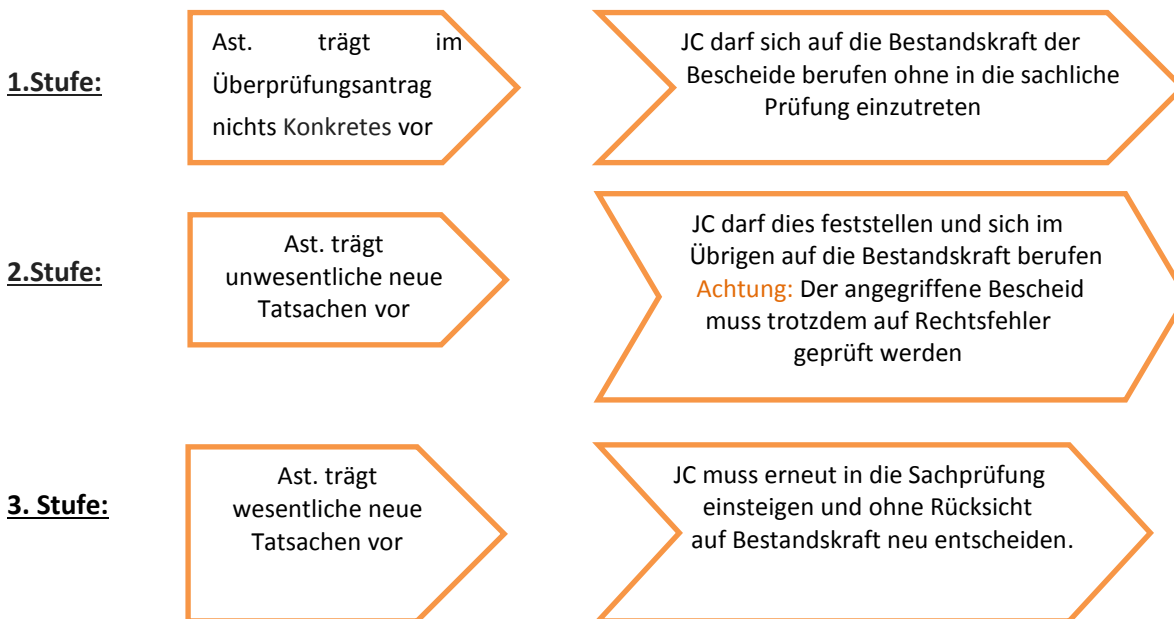 1.Stufe:
Ast. trägt im
Überprüfungsantrag
nichts Konkretes vor
JC darf sich auf die Bestandskraft der
Bescheide berufen ohne in die sachliche
Prüfung einzutreten
2.Stufe:
Ast. trägt
unwesentliche neue
Tatsachen vor
JC darf dies feststellen und sich im
Übrigen auf die Bestandskraft berufen
Achtung: Der angegriffene Bescheid
muss trotzdem auf Rechtsfehler
geprüft werden
3. Stufe:
Ast. trägt
wesentliche neue
Tatsachen vor
JC muss erneut in die Sachprüfung
einsteigen und ohne Rücksicht
auf Bestandskraft neu entscheiden.